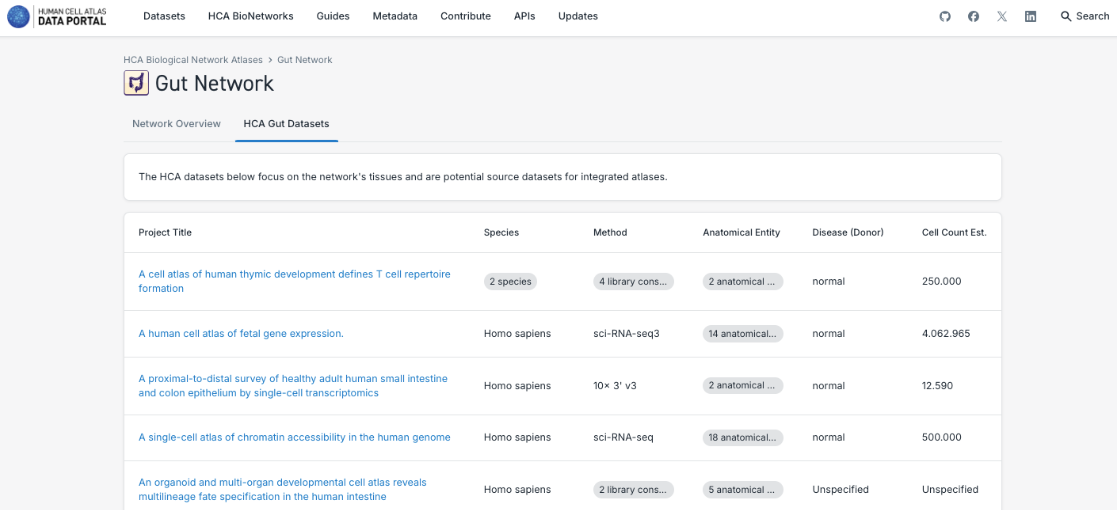 HUMAN CELL ATLAS
DATA PORTAL
Datasets HCA BioNetworks Guides Metadata Contribute APIs Updates Search
HCA Biological Network Atlases > Gut Network
Gut Network
Network Overview HCA Gut Datasets
The HCA datasets below focus on the network's tissues and are potential source datasets for integrated atlases.
Project Title Species Method Anatomical Entity Disease (Donor) Cell Count Est.
A cell atlas of human thymic development defines T cell repertoire
formation
2 species 4 library cons... 2 anatomical ... normal 250.000
A human cell atlas of fetal gene expression. Homo sapiens sci-RNA-seq3 14 anatomical... normal 4.062.965
A proximal-to-distal survey of healthy adult human small intestine
and colon epithelium by single-cell transcriptomics
Homo sapiens 10× 3' v3 2 anatomical ... normal 12.590
A single-cell atlas of chromatin accessibility in the human genome Homo sapiens sci-RNA-seq 18 anatomical... normal 500.000
An organoid and multi-organ developmental cell atlas reveals
multilineage fate specification in the human intestine
Homo sapiens 2 library cons... 5 anatomical ... Unspecified Unspecified